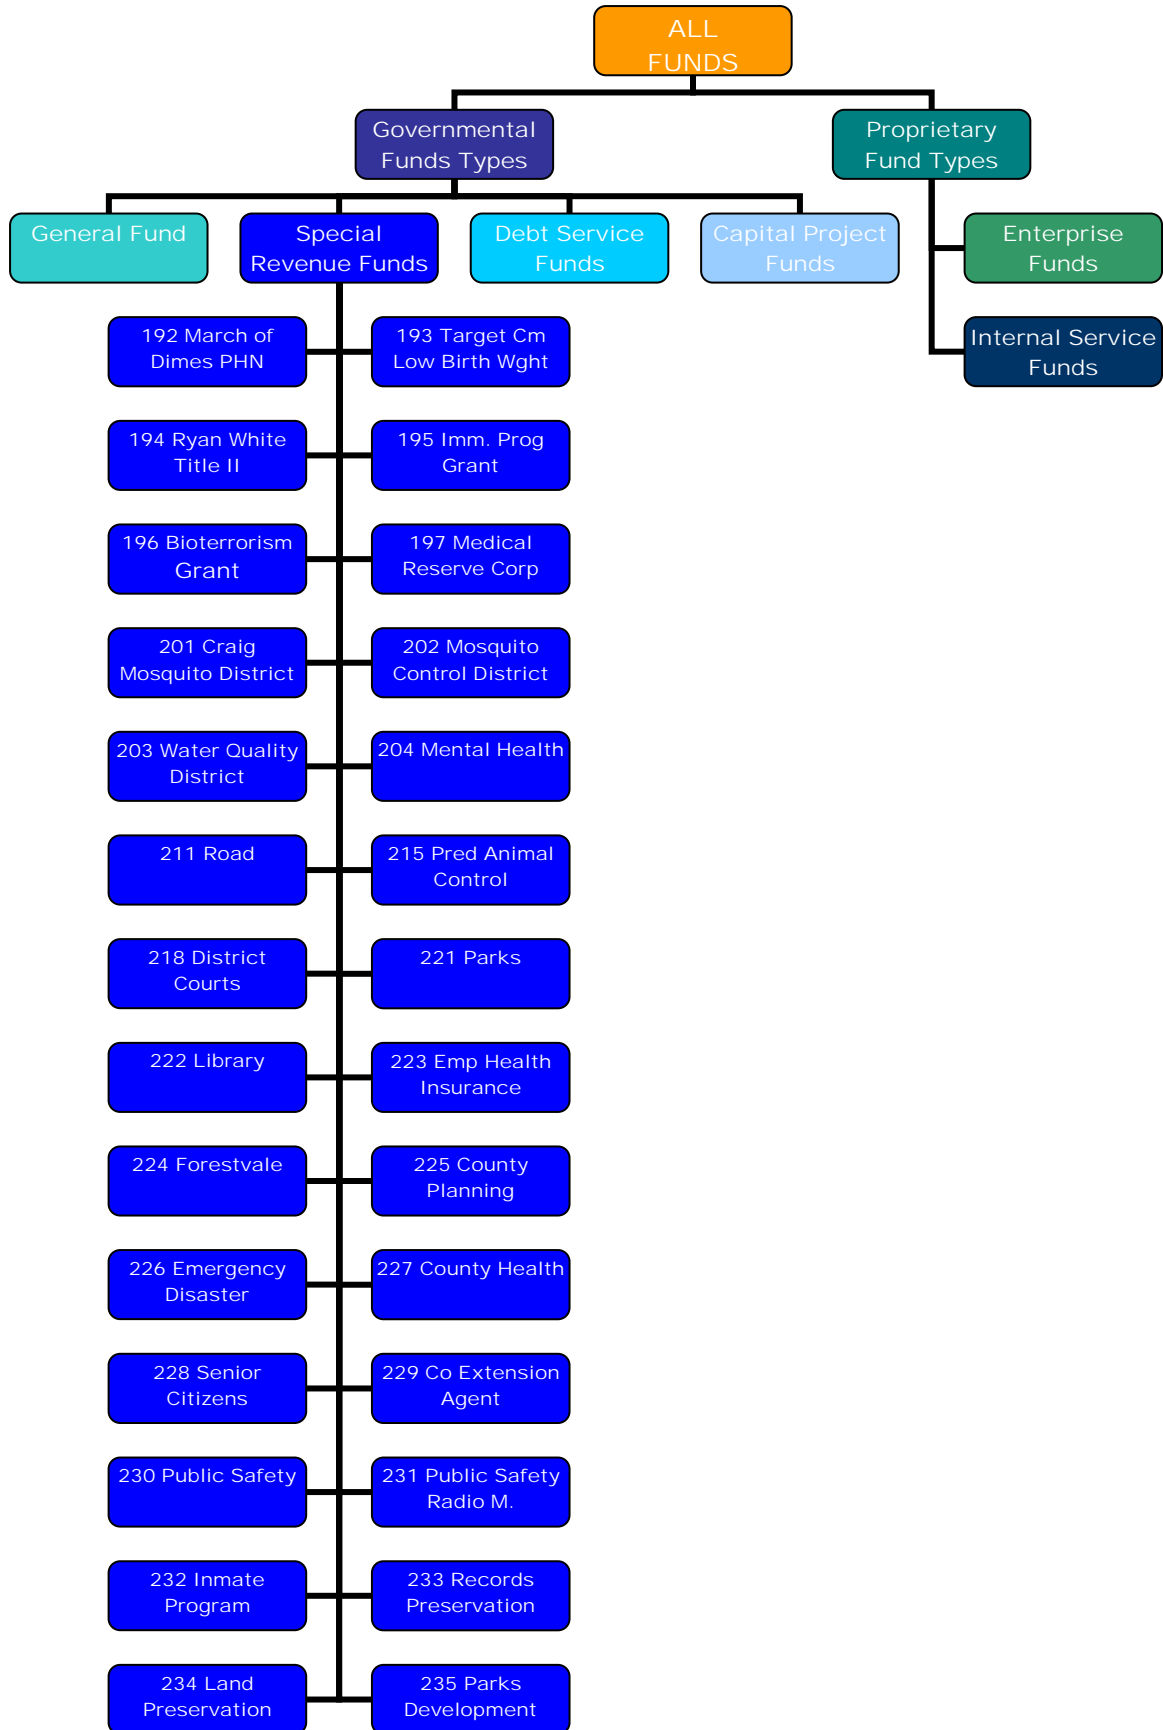 ALL
FUNDS
Governmental
Funds Types
Proprietary
Fund Types
General Fund
Special
Revenue Funds
Debt Service
Funds
Capital Project
Funds
Enterprise
Funds
Internal Service
Funds
192 March of
Dimes PHN
193 Target Cm
Low Birth Wght
194 Ryan White
Title II
195 Imm. Prog
Grant
196 Bioterrorism
Grant
197 Medical
Reserve Corp
201 Craig
Mosquito District
202 Mosquito
Control District
203 Water Quality
District
204 Mental Health
211 Road
215 Pred Animal
Control
218 District
Courts
221 Parks
222 Library
223 Emp Health
Insurance
224 Forestvale
225 County
Planning
226 Emergency
Disaster
227 County Health
228 Senior
Citizens
229 Co Extension
Agent
230 Public Safety
231 Public Safety
Radio M.
232 Inmate
Program
233 Records
Preservation
234 Land
Preservation
235 Parks
Development